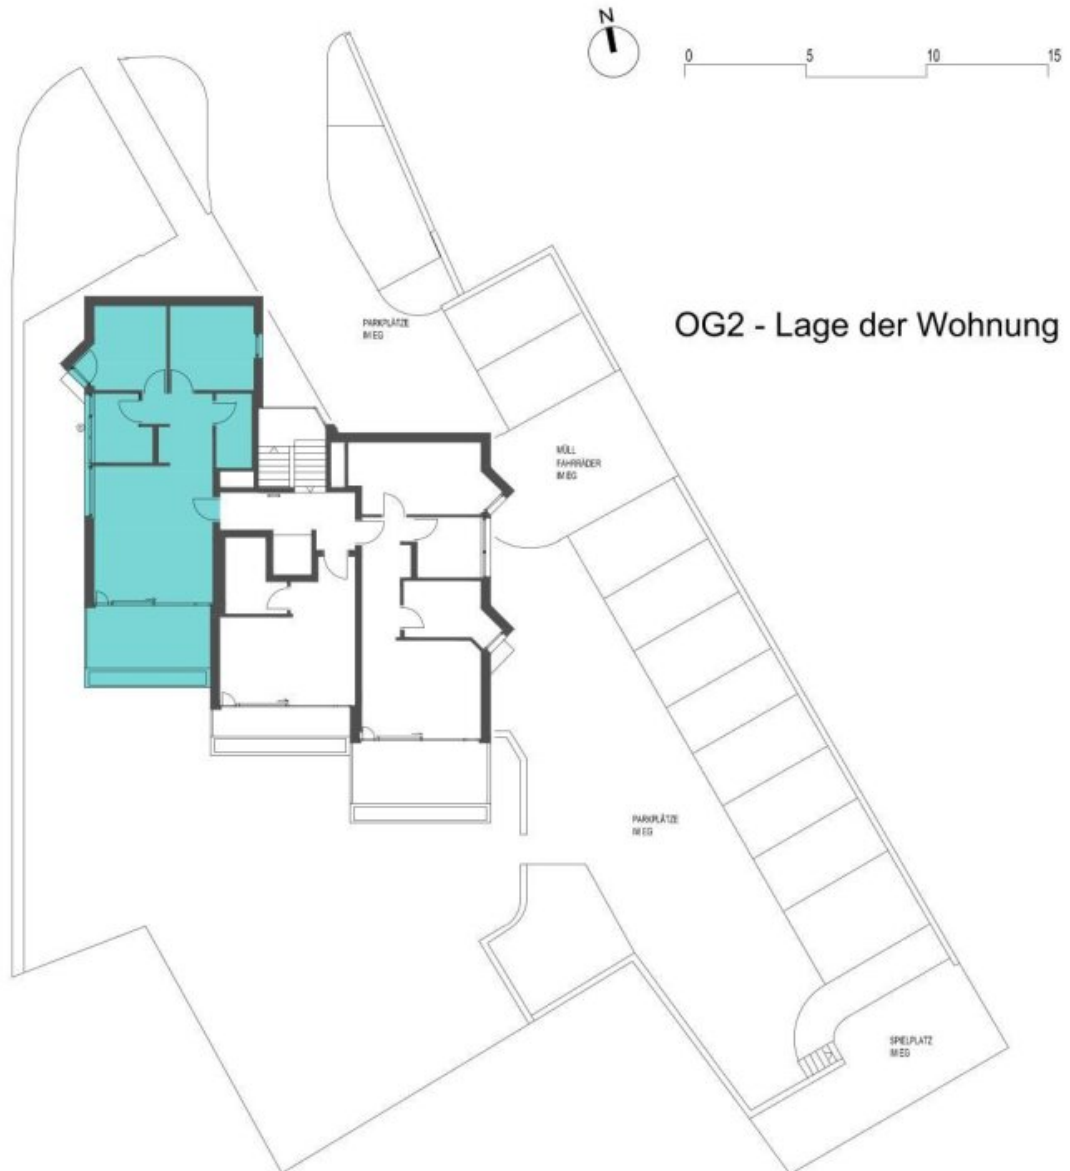 N
0 5 10 15
OG2 - Lage der Wohnung
PARKPLÄTZE
IM EG
MÜLL
FAHRRÄDER
IM EG
PARKPLÄTZE
IM EG
SPIELPLATZ
IM EG